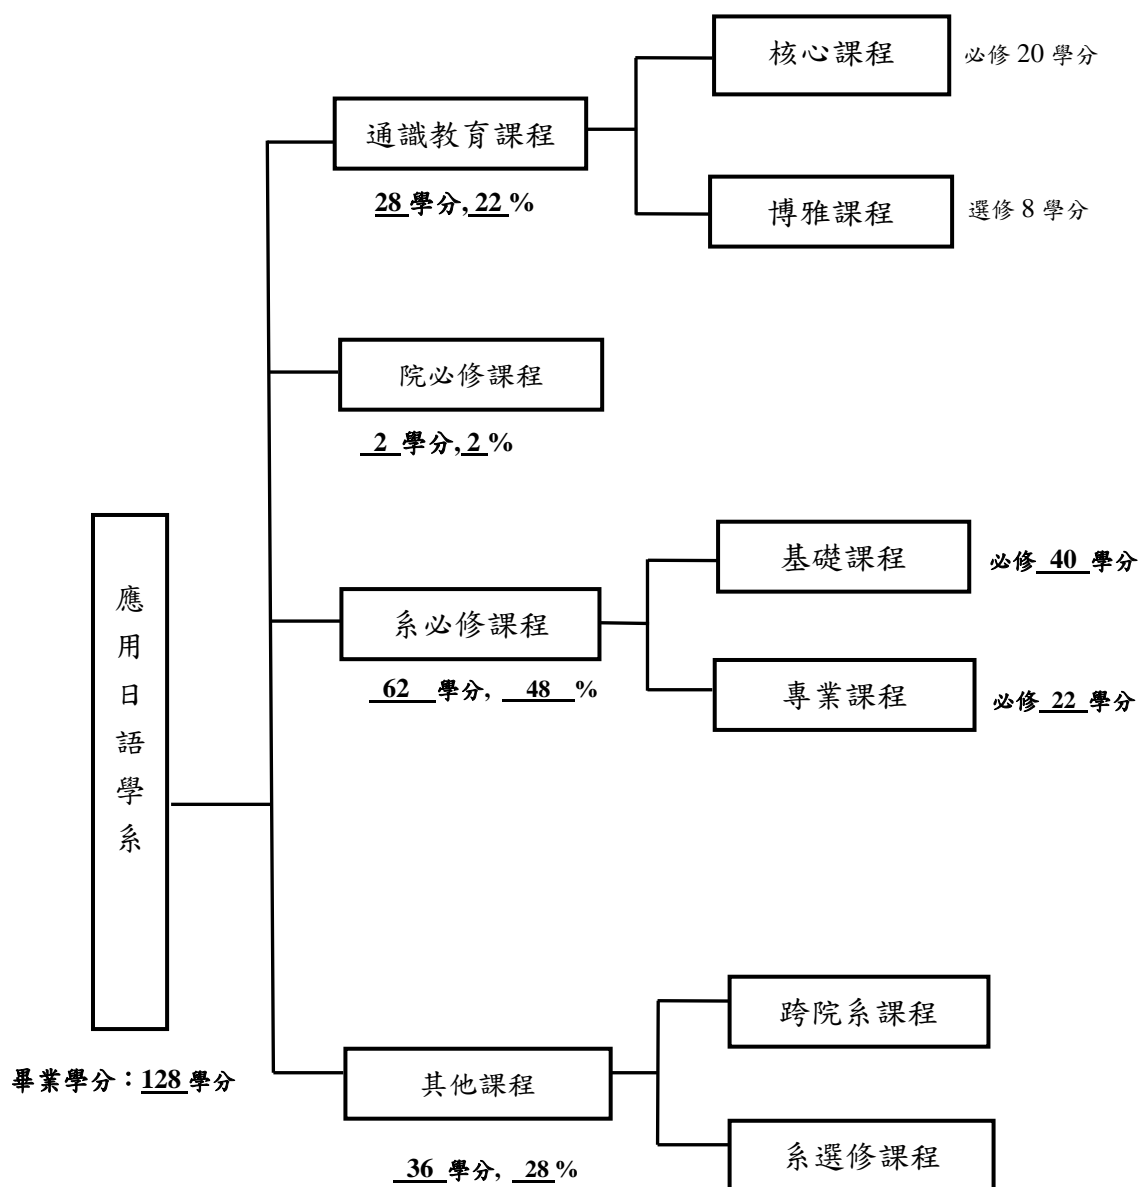 核心課程 必修 20 學分
通識教育課程
28 學分, 22 %
博雅課程 選修 8 學分
院必修課程
2 學分, 2 %
基礎課程 必修 40 學分
系必修課程
62 學分, 48 %
專業課程 必修 22 學分
應用日語學系
畢業學分：128 學分
跨院系課程
其他課程
36 學分, 28 %
系選修課程